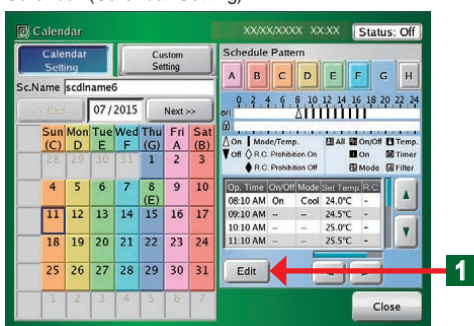 Calendar
XX/XX/XXXX XX:XX
Status: Off
Calendar
Setting
Custom
Setting
Sc.Name scdlname6
<< Back
07 / 2015
Next >>
Sun Mon Tue Wed Thu Fri Sat
(C) D E F (G) A (B)
28 29 30 31 1 2 3
4 5 6 7 8 9 10
(E)
11 12 13 14 15 16 17
18 19 20 21 22 23 24
25 26 27 28 29 30 31
1 2 3 4 5 6 7
Schedule Pattern
A B C D E F G H
0 2 4 6 8 10 12 14 16 18 20 22 24
On Mode/Temp. All On/Off Temp.
Off R.C. Prohibition On On Timer
R.C. Prohibition Off Mode Filter
Op. Time On/Off Mode Set Temp. R.C.
08:10 AM On Cool 24.0°C -
09:10 AM -- -- 24.5°C -
10:10 AM -- -- 25.0°C -
11:10 AM -- -- 25.5°C -
Edit
1
Close